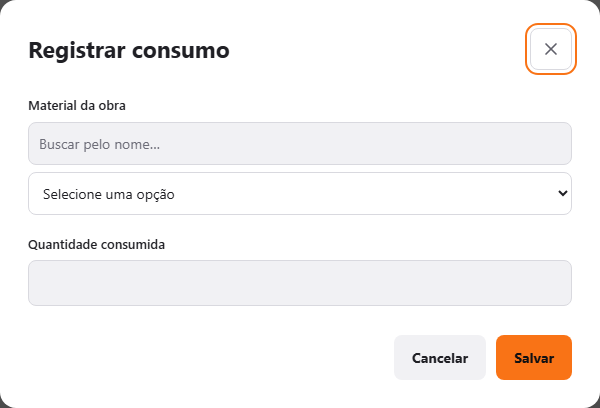 Registrar consumo
Material da obra
Buscar pelo nome...
Selecione uma opção
Quantidade consumida
Cancelar
Salvar